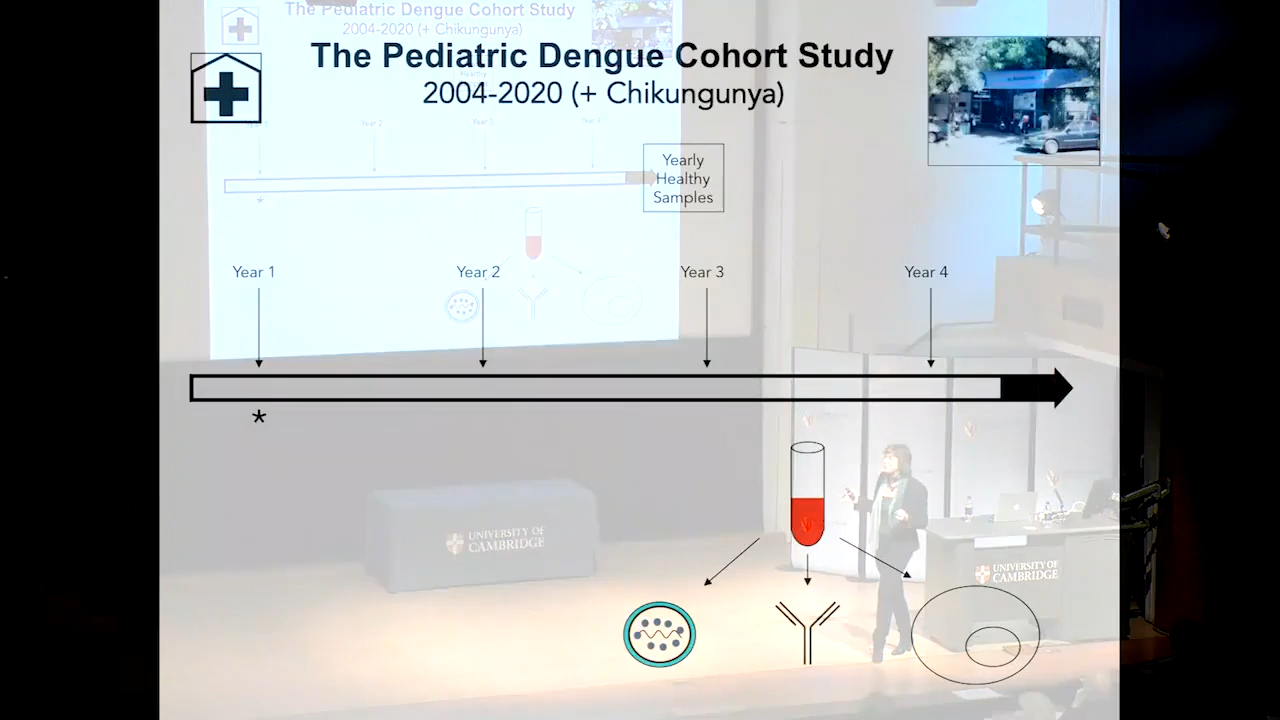 The Pediatric Dengue Cohort Study
2004-2020 (+ Chikungunya)
The Pediatric Dengue Cohort Study
2004-2020 (+ Chikungunya)
Yearly
Healthy
Samples
Year 1
Year 2
Year 3
Year 4
*
UNIVERSITY OF
CAMBRIDGE
UNIVERSITY OF
CAMBRIDGE